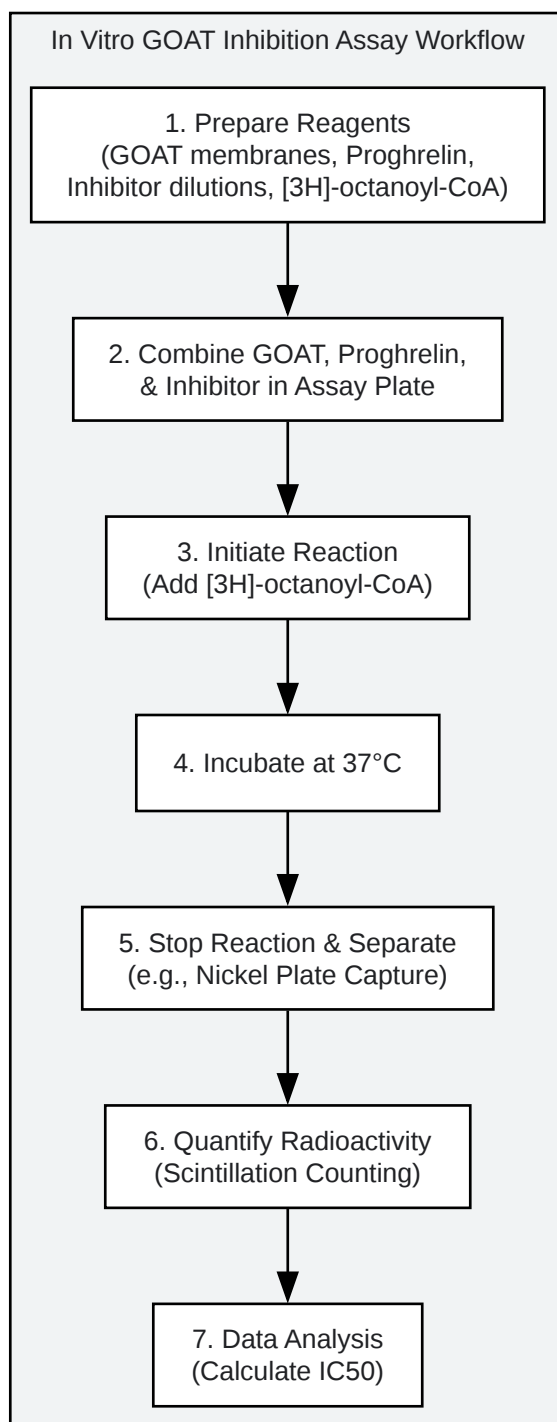 In Vitro GOAT Inhibition Assay Workflow
1. Prepare Reagents
(GOAT membranes, Proghrelin,
Inhibitor dilutions, [3H]-octanoyl-CoA)
2. Combine GOAT, Proghrelin,
& Inhibitor in Assay Plate
3. Initiate Reaction
(Add [3H]-octanoyl-CoA)
4. Incubate at 37°C
5. Stop Reaction & Separate
(e.g., Nickel Plate Capture)
6. Quantify Radioactivity
(Scintillation Counting)
7. Data Analysis
(Calculate IC50)